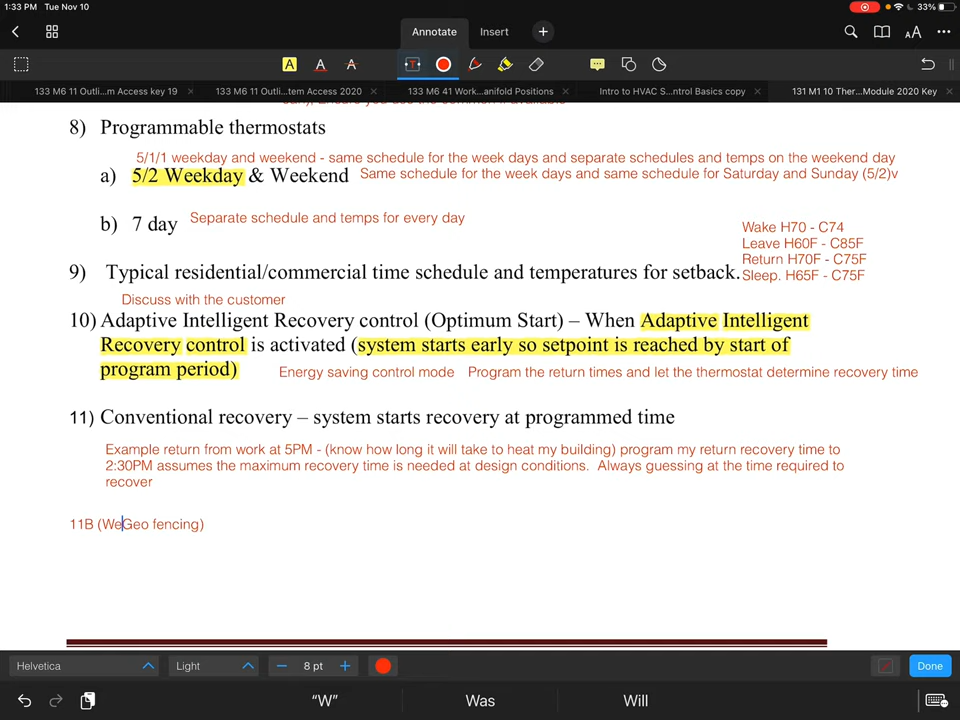 1:33 PM Tue Nov 10
33%
Annotate
Insert
AA
A A A T
133 M6 11 Outli...m Access key 19
133 M6 11 Outli...tem Access 2020
133 M6 41 Work...anifold Positions
Intro to HVAC S...ntrol Basics copy
131 M1 10 Ther...Module 2020 Key
8) Programmable thermostats
5/1/1 weekday and weekend - same schedule for the week days and separate schedules and temps on the weekend day
a) 5/2 Weekday & Weekend
Same schedule for the week days and same schedule for Saturday and Sunday (5/2)v
b) 7 day
Separate schedule and temps for every day
Wake H70 - C74
Leave H60F - C85F
Return H70F - C75F
9) Typical residential/commercial time schedule and temperatures for setback.
Sleep. H65F - C75F
Discuss with the customer
10) Adaptive Intelligent Recovery control (Optimum Start) – When Adaptive Intelligent
Recovery control is activated (system starts early so setpoint is reached by start of
program period)
Energy saving control mode Program the return times and let the thermostat determine recovery time
11) Conventional recovery – system starts recovery at programmed time
Example return from work at 5PM - (know how long it will take to heat my building) program my return recovery time to
2:30PM assumes the maximum recovery time is needed at design conditions. Always guessing at the time required to
recover
11B (WeGeo fencing)
Helvetica
Light
8 pt
Done
“W”
Was
Will